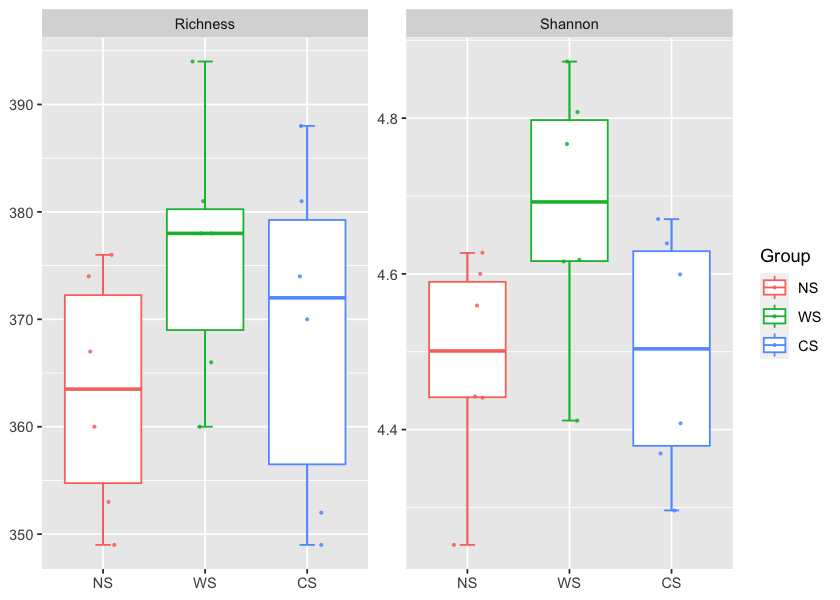 Richness
Shannon
390
380
370
360
350
4.8
4.6
4.4
NS
WS
CS
NS
WS
CS
Group
NS
WS
CS